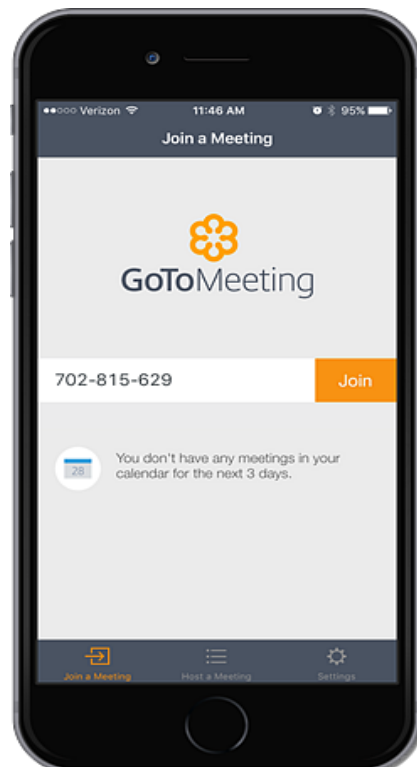 Verizon 11:46 AM 95%
Join a Meeting
GoToMeeting
702-815-629 Join
You don't have any meetings in your
calendar for the next 3 days.
28
Join a Meeting Host a Meeting Settings